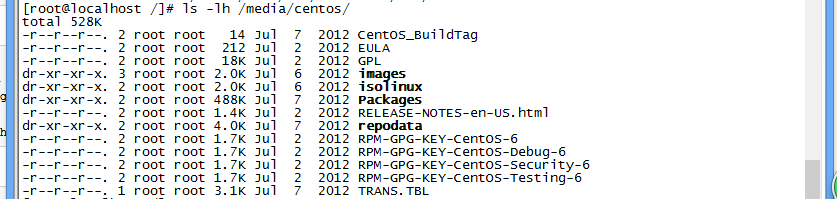 [root@localhost /]# ls -lh /media/centos/
total 528K
-r--r--r--. 2 root root   14 Jul  7  2012 CentOS_BuildTag
-r--r--r--. 2 root root  212 Jul  2  2012 EULA
-r--r--r--. 2 root root  18K Jul  2  2012 GPL
dr-xr-xr-x. 3 root root 2.0K Jul  6  2012 images
dr-xr-xr-x. 2 root root 2.0K Jul  6  2012 isolinux
dr-xr-xr-x. 2 root root 488K Jul  7  2012 Packages
-r--r--r--. 2 root root 1.4K Jul  2  2012 RELEASE-NOTES-en-US.html
dr-xr-xr-x. 2 root root 4.0K Jul  7  2012 repodata
-r--r--r--. 2 root root 1.7K Jul  2  2012 RPM-GPG-KEY-CentOS-6
-r--r--r--. 2 root root 1.7K Jul  2  2012 RPM-GPG-KEY-CentOS-Debug-6
-r--r--r--. 2 root root 1.7K Jul  2  2012 RPM-GPG-KEY-CentOS-Security-6
-r--r--r--. 2 root root 1.7K Jul  2  2012 RPM-GPG-KEY-CentOS-Testing-6
-r--r--r--. 1 root root 3.1K Jul  7  2012 TRANS.TBL